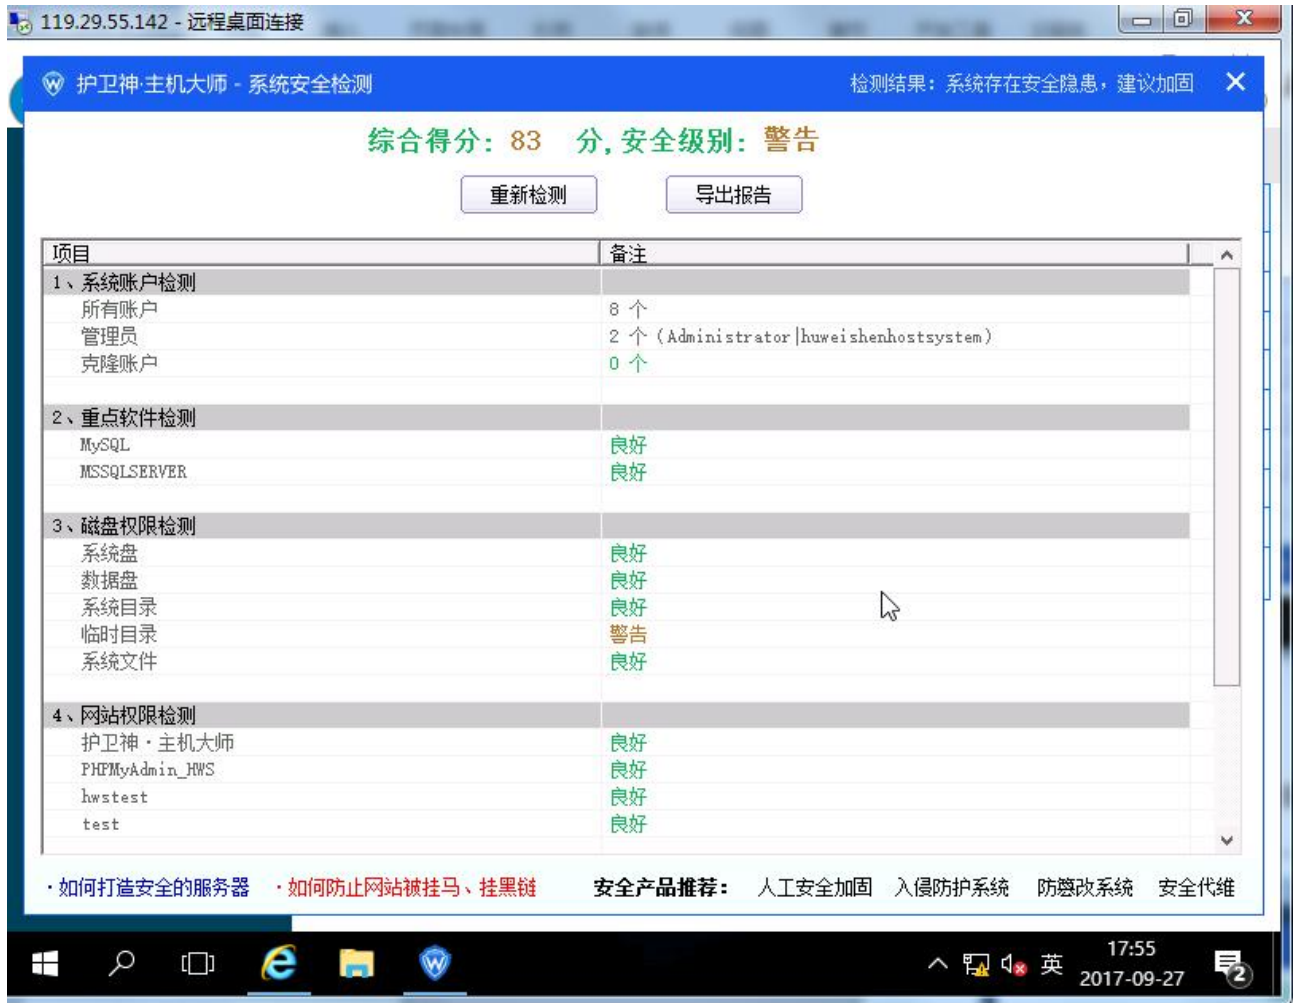 119.29.55.142 - 远程桌面连接
护卫神·主机大师 - 系统安全检测 检测结果：系统存在安全隐患，建议加固
综合得分：83 分，安全级别：警告
重新检测 导出报告
项目 备注
1、系统账户检测
所有账户 8 个
管理员 2 个（Administrator|huweishenhostsystem）
克隆账户 0 个
2、重点软件检测
MySQL 良好
MSSQLSERVER 良好
3、磁盘权限检测
系统盘 良好
数据盘 良好
系统目录 良好
临时目录 警告
系统文件 良好
4、网站权限检测
护卫神·主机大师 良好
PHPMyAdmin_HWS 良好
hwstest 良好
test 良好
·如何打造安全的服务器 ·如何防止网站被挂马、挂黑链 安全产品推荐： 人工安全加固 入侵防护系统 防篡改系统 安全代维
英 17:55
2017-09-27 2